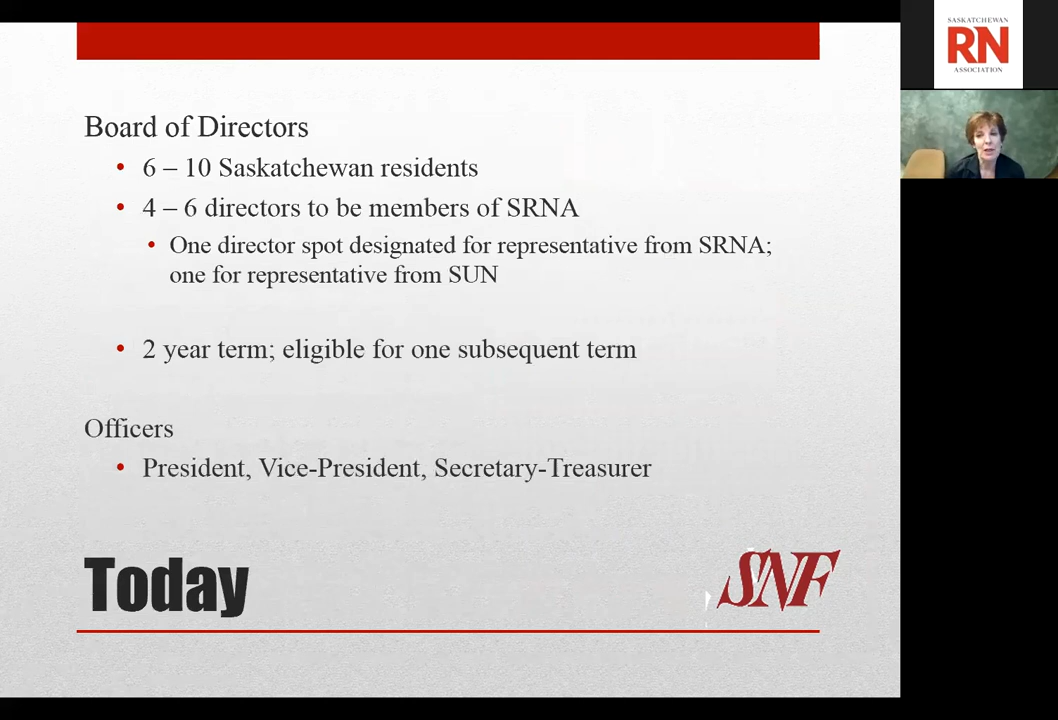 Board of Directors
• 6 – 10 Saskatchewan residents
• 4 – 6 directors to be members of SRNA
• One director spot designated for representative from SRNA;
one for representative from SUN
• 2 year term; eligible for one subsequent term
Officers
• President, Vice-President, Secretary-Treasurer
Today
SNF
SASKATCHEWAN
RN
ASSOCIATION